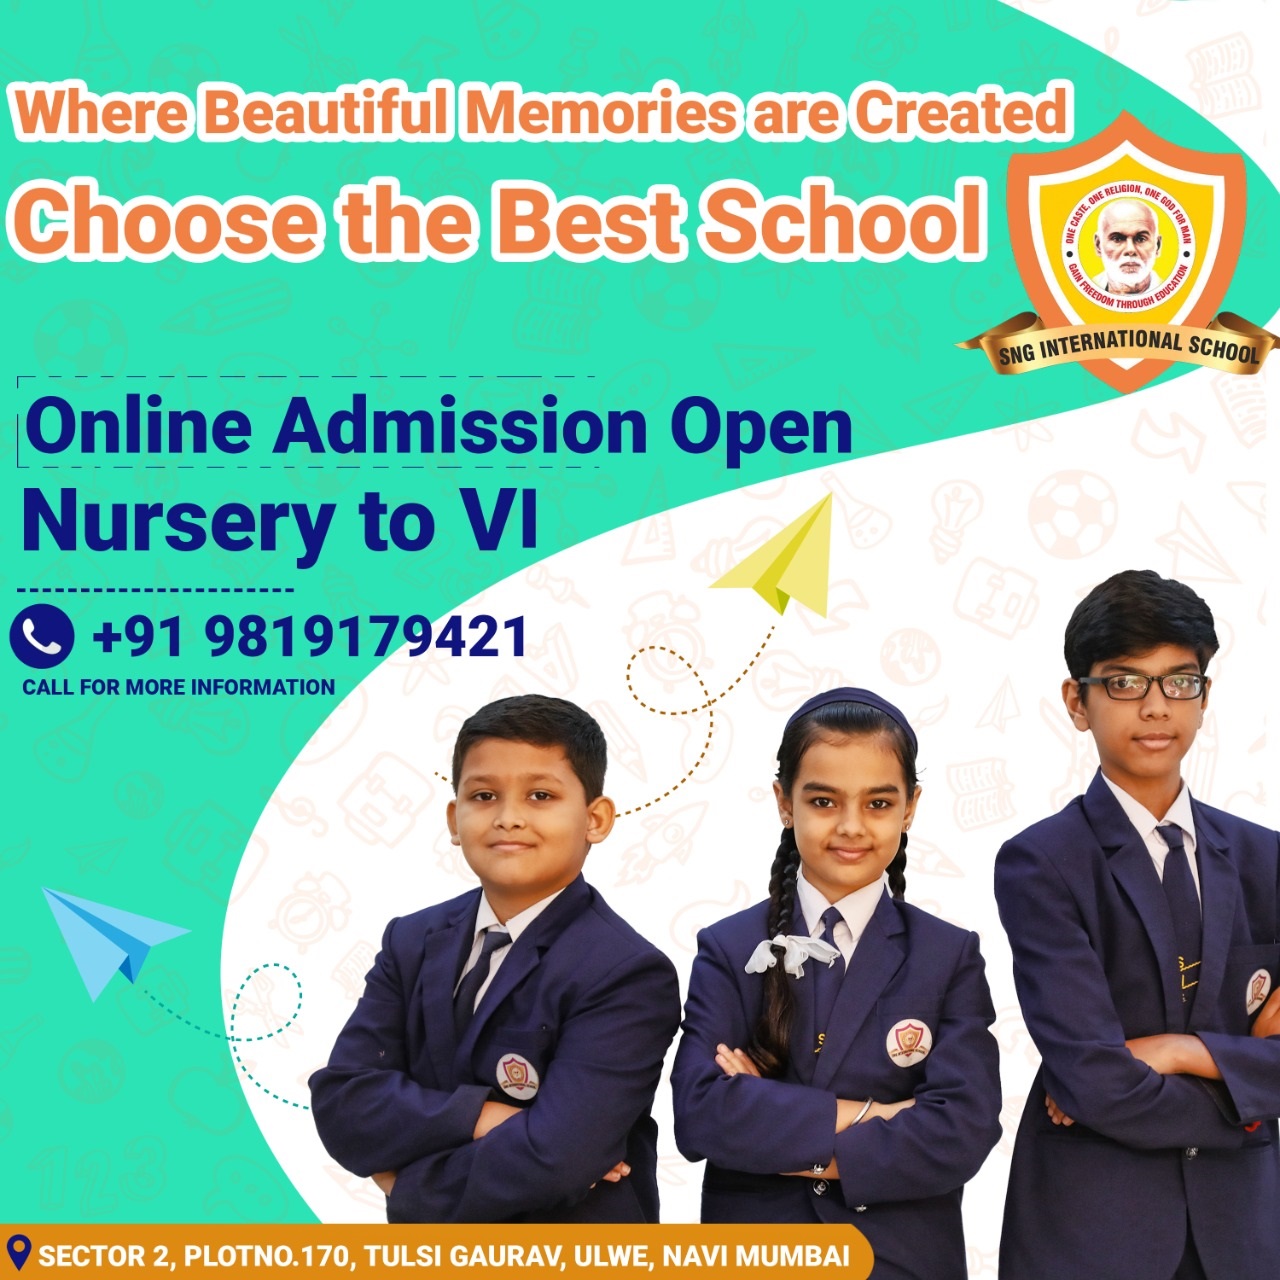 Where Beautiful Memories are Created
Choose the Best School
ONE CASTE, ONE RELIGION, ONE GOD FOR MAN
GAIN FREEDOM THROUGH EDUCATION
SNG INTERNATIONAL SCHOOL
Online Admission Open
Nursery to VI
+91 9819179421
CALL FOR MORE INFORMATION
SECTOR 2, PLOTNO.170, TULSI GAURAV, ULWE, NAVI MUMBAI